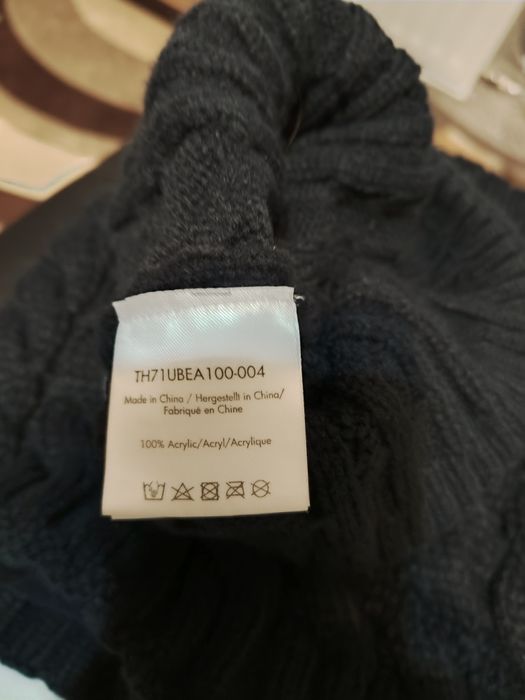 TH71UBEA100-004
Made in China / Hergestellt in China/
Fabriqué en Chine
100% Acrylic/Acryl/Acrylique